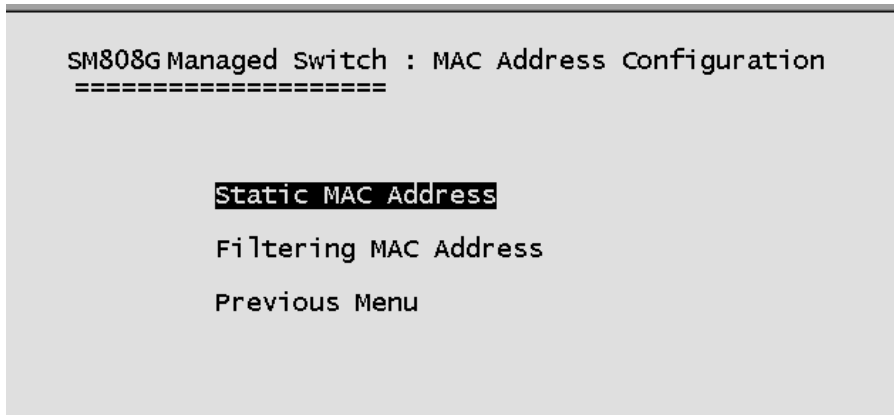 SM808G Managed Switch : MAC Address Configuration
====================
Static MAC Address
Filtering MAC Address
Previous Menu